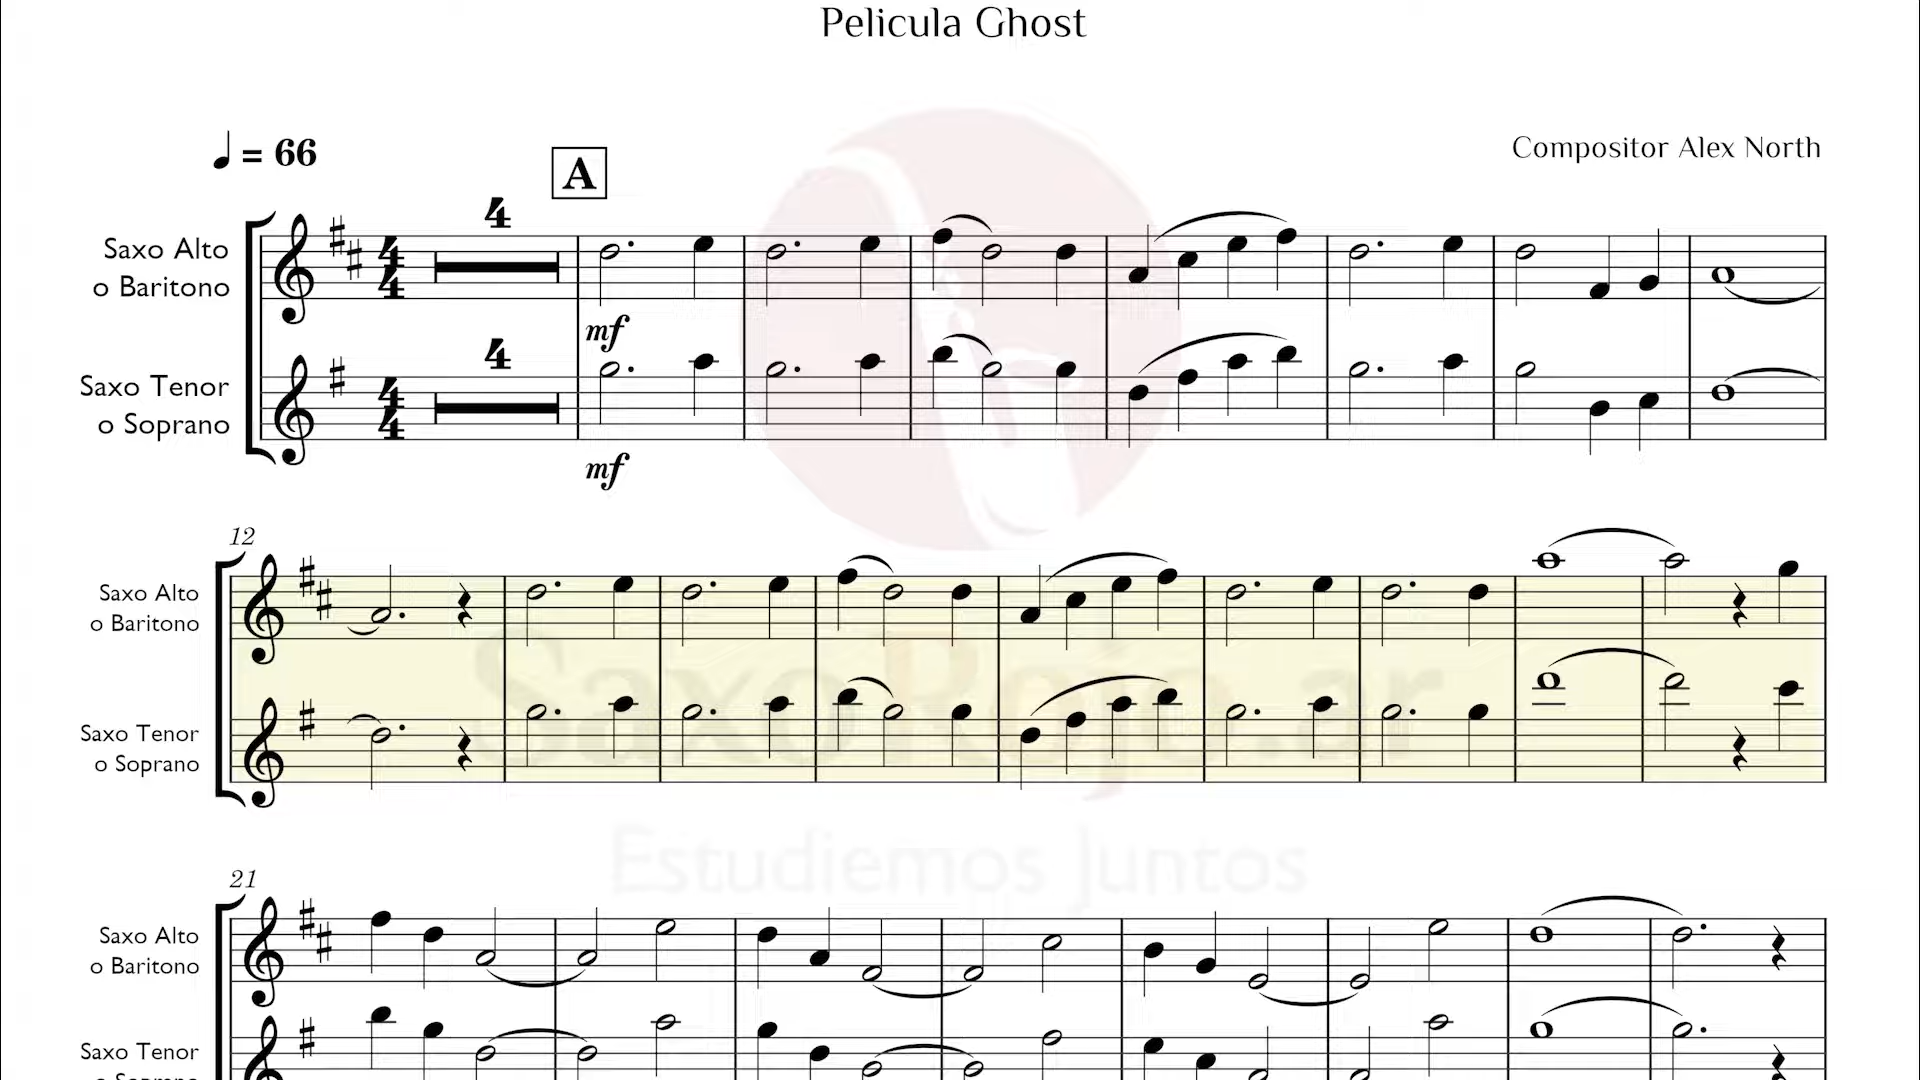 Pelicula Ghost
♩ = 66
Compositor Alex North
A
4
Saxo Alto
o Baritono
mf
4
Saxo Tenor
o Soprano
mf
12
Saxo Alto
o Baritono
Saxo Tenor
o Soprano
SaxoRojo.ar
Estudiemos Juntos
21
Saxo Alto
o Baritono
Saxo Tenor
o Soprano